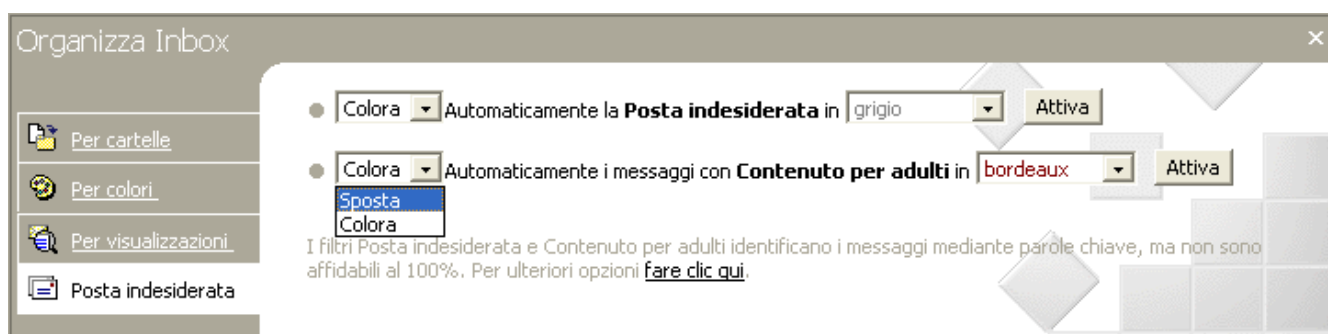 Organizza Inbox
Per cartelle
Per colori
Per visualizzazioni
Posta indesiderata
Colora Automaticamente la Posta indesiderata in grigio Attiva
Colora Automaticamente i messaggi con Contenuto per adulti in bordeaux Attiva
Sposta
Colora
I filtri Posta indesiderata e Contenuto per adulti identificano i messaggi mediante parole chiave, ma non sono
affidabili al 100%. Per ulteriori opzioni fare clic qui.